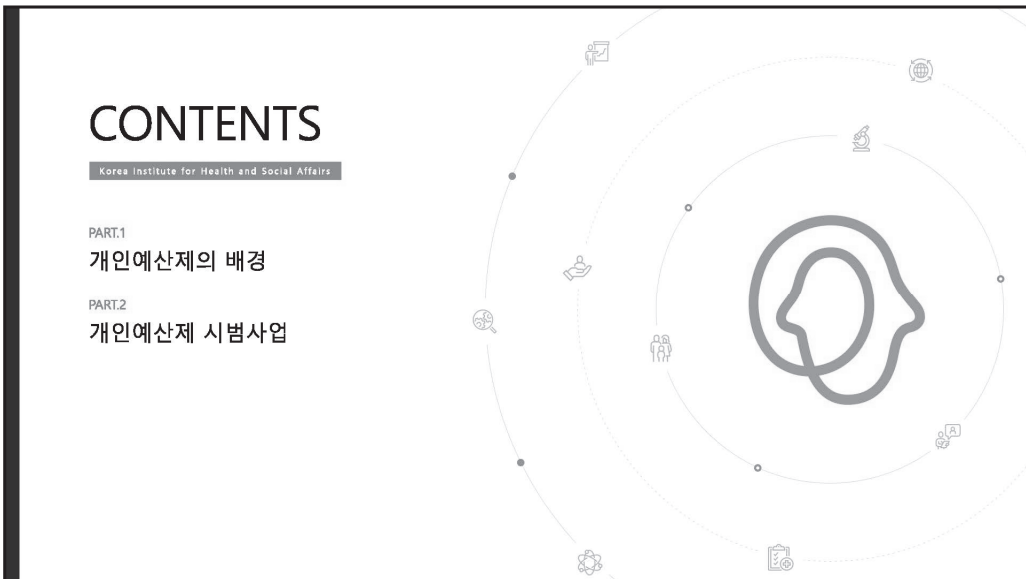 CONTENTS
Korea Institute for Health and Social Affairs
PART.1
개인예산제의 배경
PART.2
개인예산제 시범사업